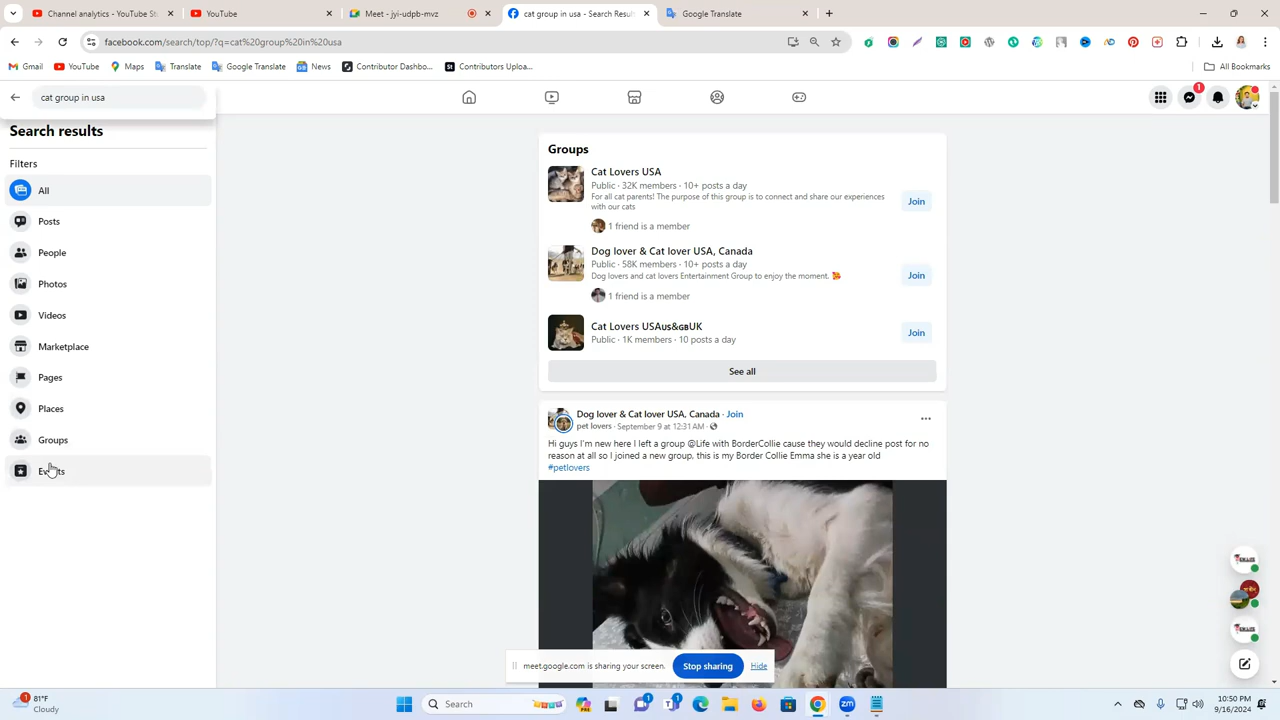 Channel analytics - YouTube St
YouTube
Meet - jyi-udpb-mv
cat group in usa - Search Resu
Google Translate
facebook.com/search/top/?q=cat%20group%20in%20usa
Gmail
YouTube
Maps
Translate
Google Translate
News
Contributor Dashbo...
Contributors Uploa...
All Bookmarks
cat group in usa
1
Search results
Filters
All
Posts
People
Photos
Videos
Marketplace
Pages
Places
Groups
Events
Groups
Cat Lovers USA
Public · 32K members · 10+ posts a day
For all cat parents! The purpose of this group is to connect and share our experiences
with our cats
Join
1 friend is a member
Dog lover & Cat lover USA, Canada
Public · 58K members · 10+ posts a day
Dog lovers and cat lovers Entertainment Group to enjoy the moment.
Join
1 friend is a member
Cat Lovers USAUS&GBUK
Public · 1K members · 10 posts a day
Join
See all
Dog lover & Cat lover USA, Canada · Join
pet lovers · September 9 at 12:31 AM ·
Hi guys I'm new here I left a group @Life with BorderCollie cause they would decline post for no
reason at all so I joined a new group. this is my Border Collie Emma she is a year old
#petlovers
meet.google.com is sharing your screen.
Stop sharing
Hide
1
81°F
Cloudy
Search
1
1
10:50 PM
9/16/2024